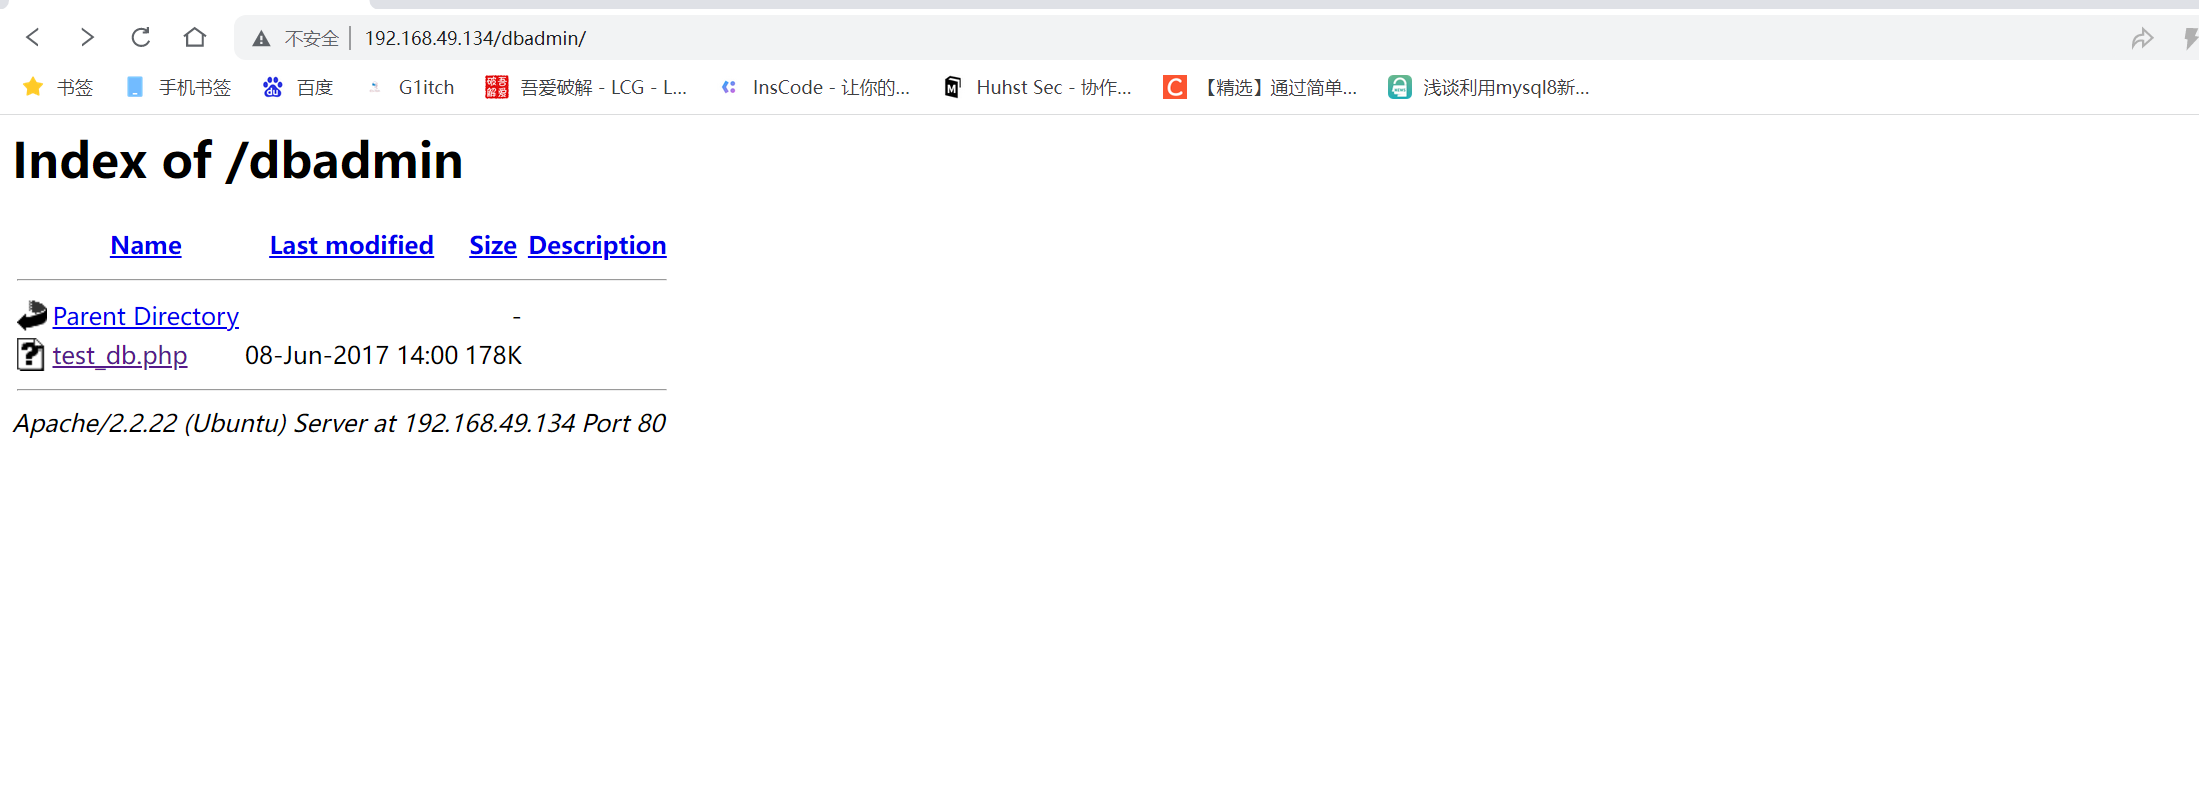 不安全 192.168.49.134/dbadmin/
书签 手机书签 百度 G1itch 吾爱破解 - LCG - L... InsCode - 让你的... Huhst Sec - 协作... 【精选】通过简单... 浅谈利用mysql8新...
Index of /dbadmin
Name Last modified Size Description
Parent Directory -
test_db.php 08-Jun-2017 14:00 178K
Apache/2.2.22 (Ubuntu) Server at 192.168.49.134 Port 80